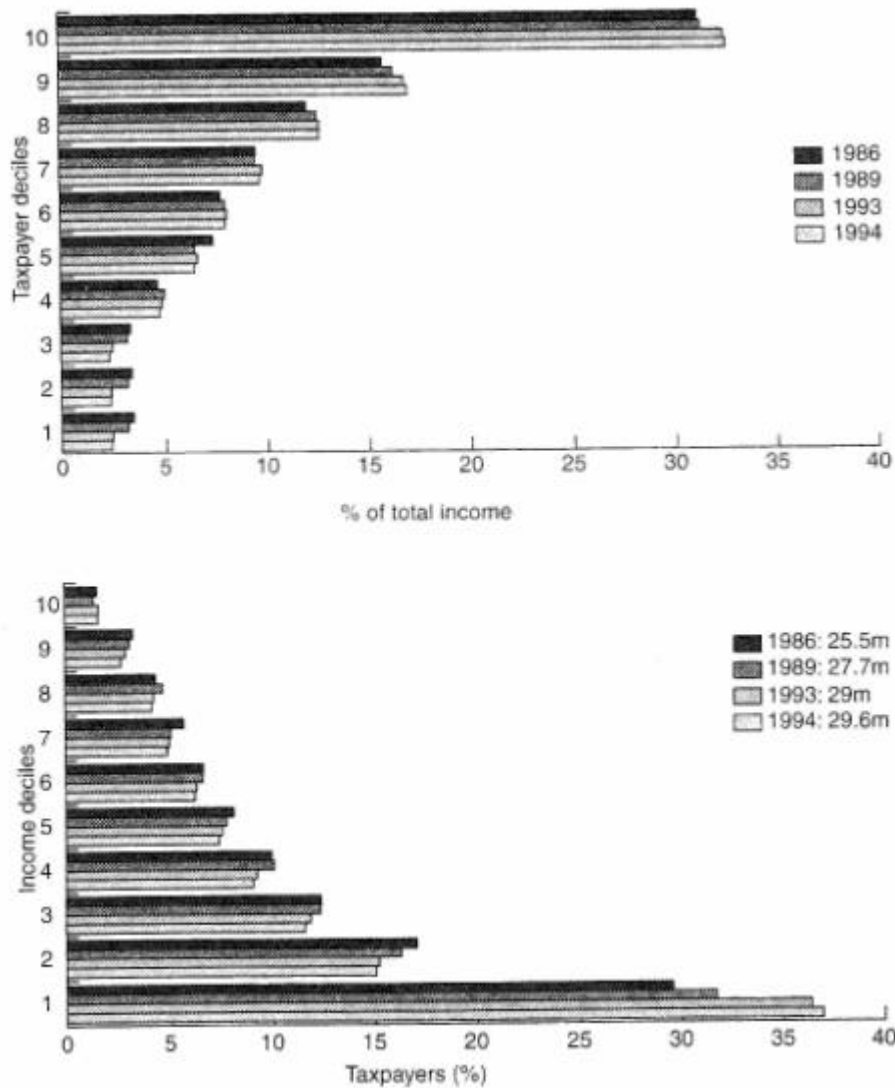 Taxpayer deciles
10
9
8
7
6
5
4
3
2
1
1986
1989
1993
1994
0 5 10 15 20 25 30 35 40
% of total income
Income deciles
10
9
8
7
6
5
4
3
2
1
1986: 25.5m
1989: 27.7m
1993: 29m
1994: 29.6m
0 5 10 15 20 25 30 35 40
Taxpayers (%)